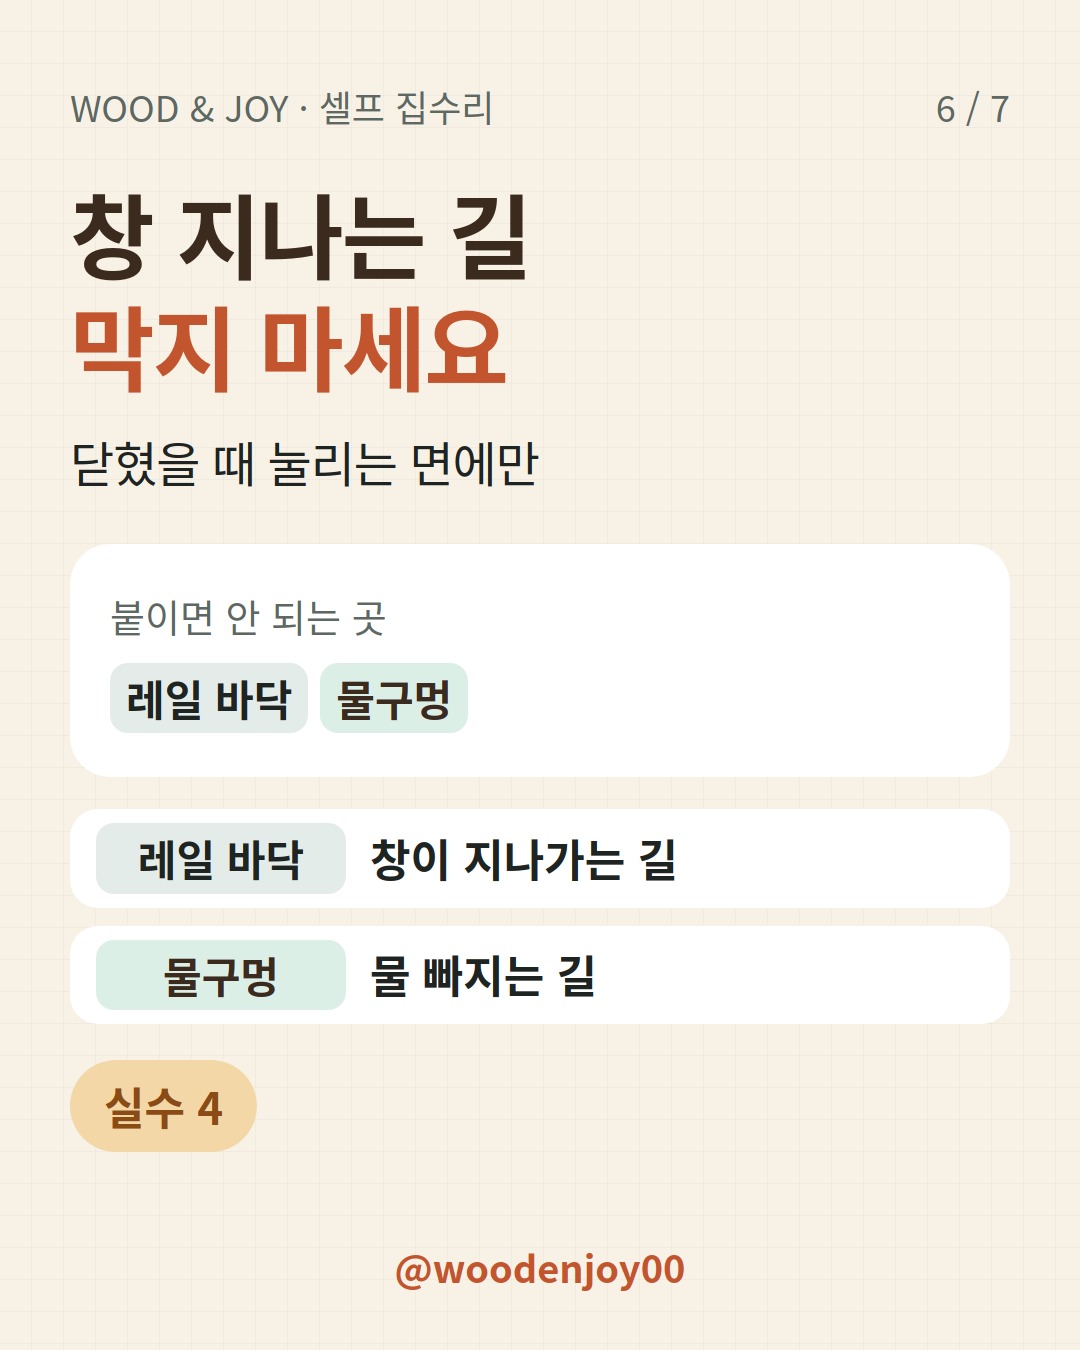 WOOD & JOY · 셀프 집수리
6 / 7
창 지나는 길
막지 마세요
닫혔을 때 눌리는 면에만
붙이면 안 되는 곳
레일 바닥 물구멍
레일 바닥 창이 지나가는 길
물구멍 물 빠지는 길
실수 4
@woodenjoy00